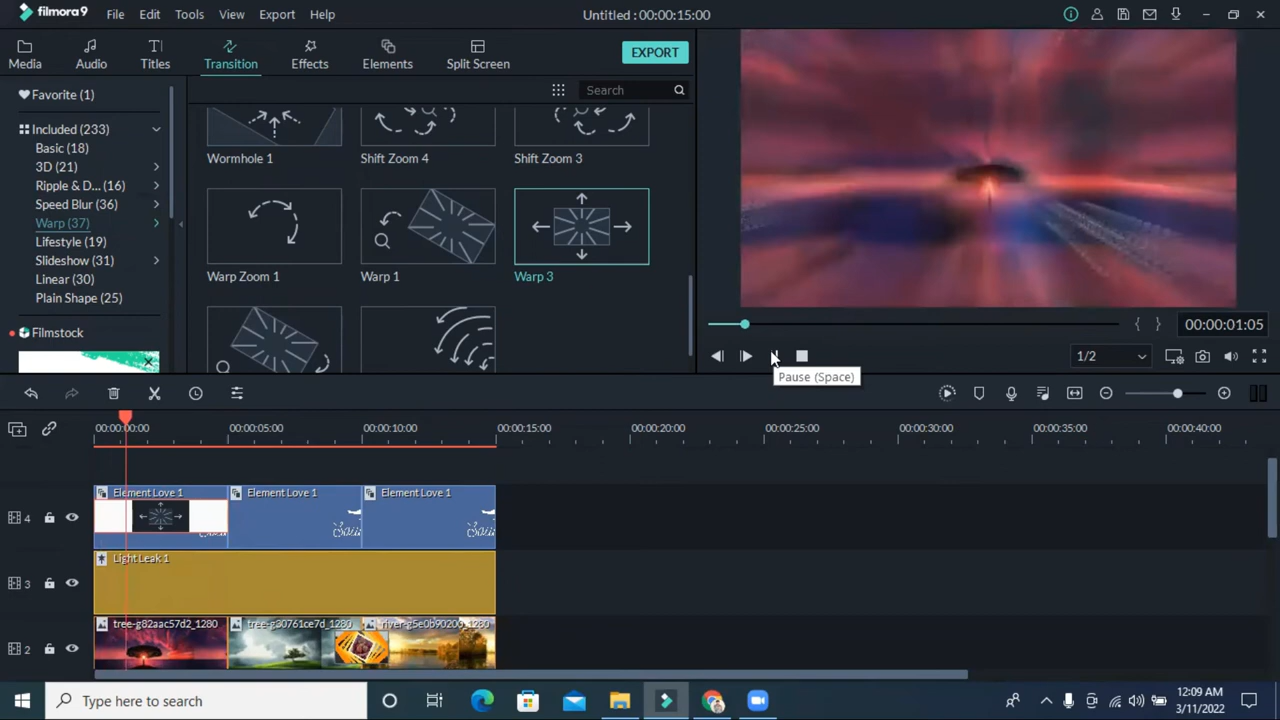 filmora9 File Edit Tools View Export Help Untitled : 00:00:15:00
Media Audio Titles Transition Effects Elements Split Screen EXPORT
Favorite (1) Search
Included (233)
Basic (18)
3D (21)
Ripple & D... (16)
Speed Blur (36)
Warp (37)
Lifestyle (19)
Slideshow (31)
Linear (30)
Plain Shape (25)
Filmstock
Wormhole 1 Shift Zoom 4 Shift Zoom 3
Warp Zoom 1 Warp 1 Warp 3
{ } 00:00:01:05
1/2
Pause (Space)
00:00:00:00 00:00:05:00 00:00:10:00 00:00:15:00 00:00:20:00 00:00:25:00 00:00:30:00 00:00:35:00 00:00:40:00
4 Element Love 1 Element Love 1 Element Love 1
3 Light Leak 1
2 tree-g82aac57d2_1280 tree-g30761ce7d_1280 river-g5e0b90209_1280
Type here to search
12:09 AM
3/11/2022